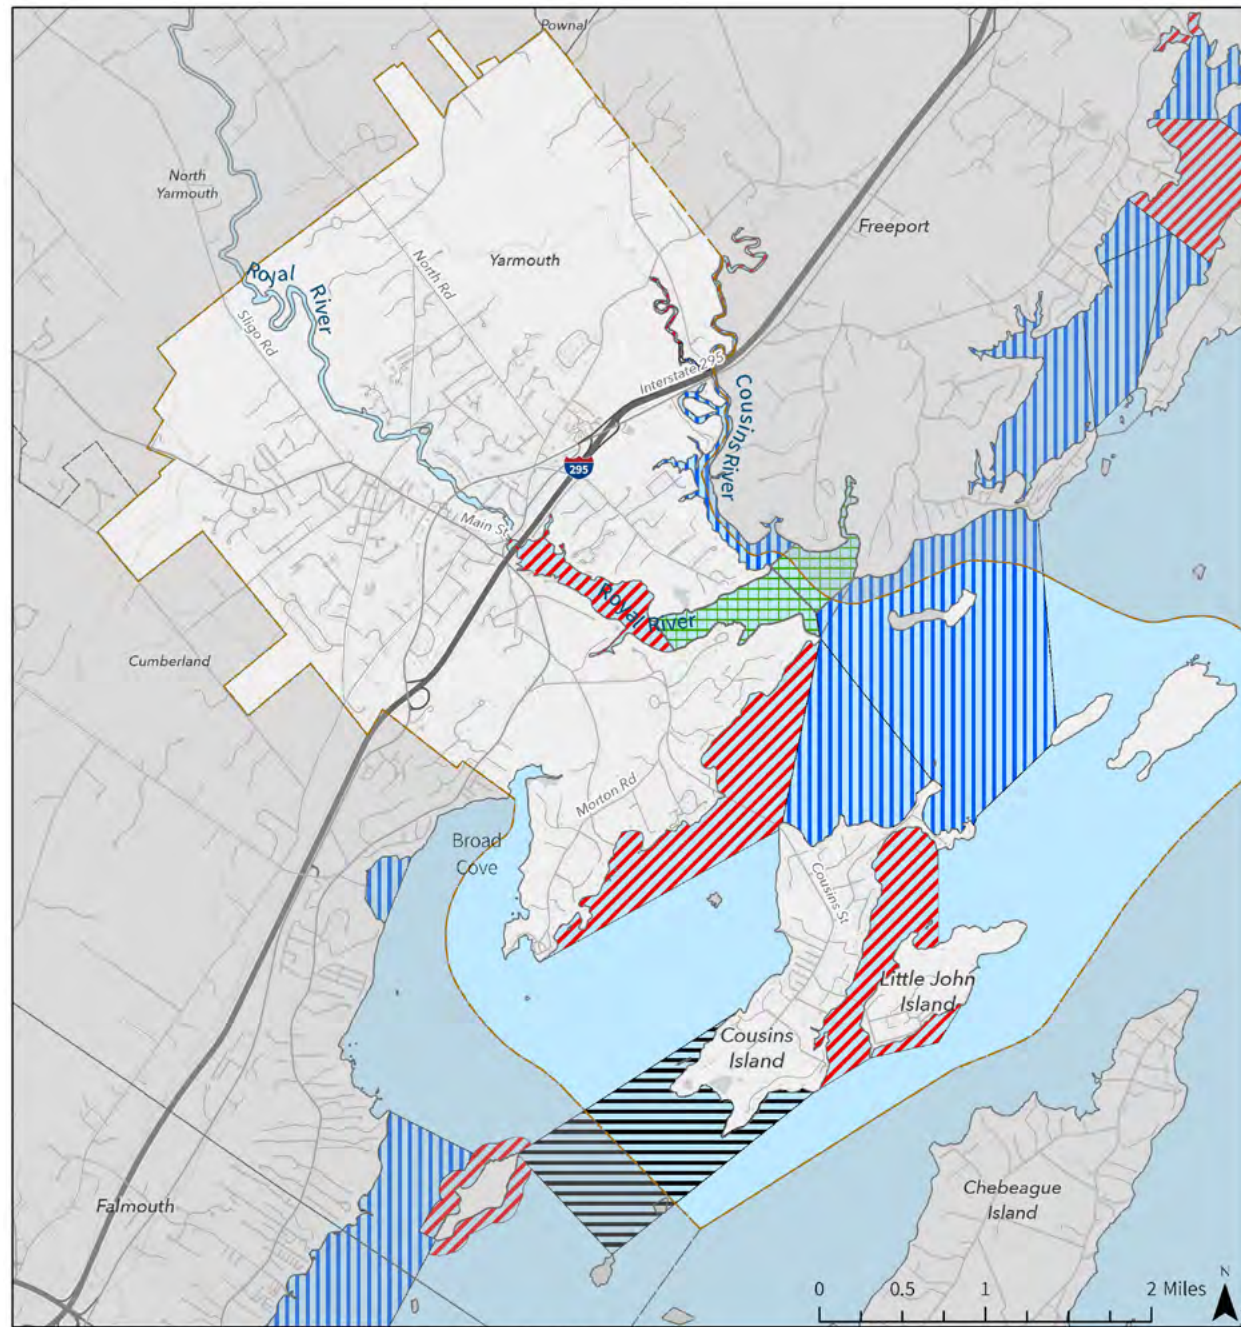 Pownal
North
Yarmouth
Freeport
Yarmouth
North Rd
Royal
River
Sligo Rd
Interstate 295
Cousins River
295
Main St
Royal River
Cumberland
Morton Rd
Broad
Cove
Cousins St
Little John
Island
Cousins
Island
Chebeague
Island
Falmouth
N
0 0.5 1 2 Miles